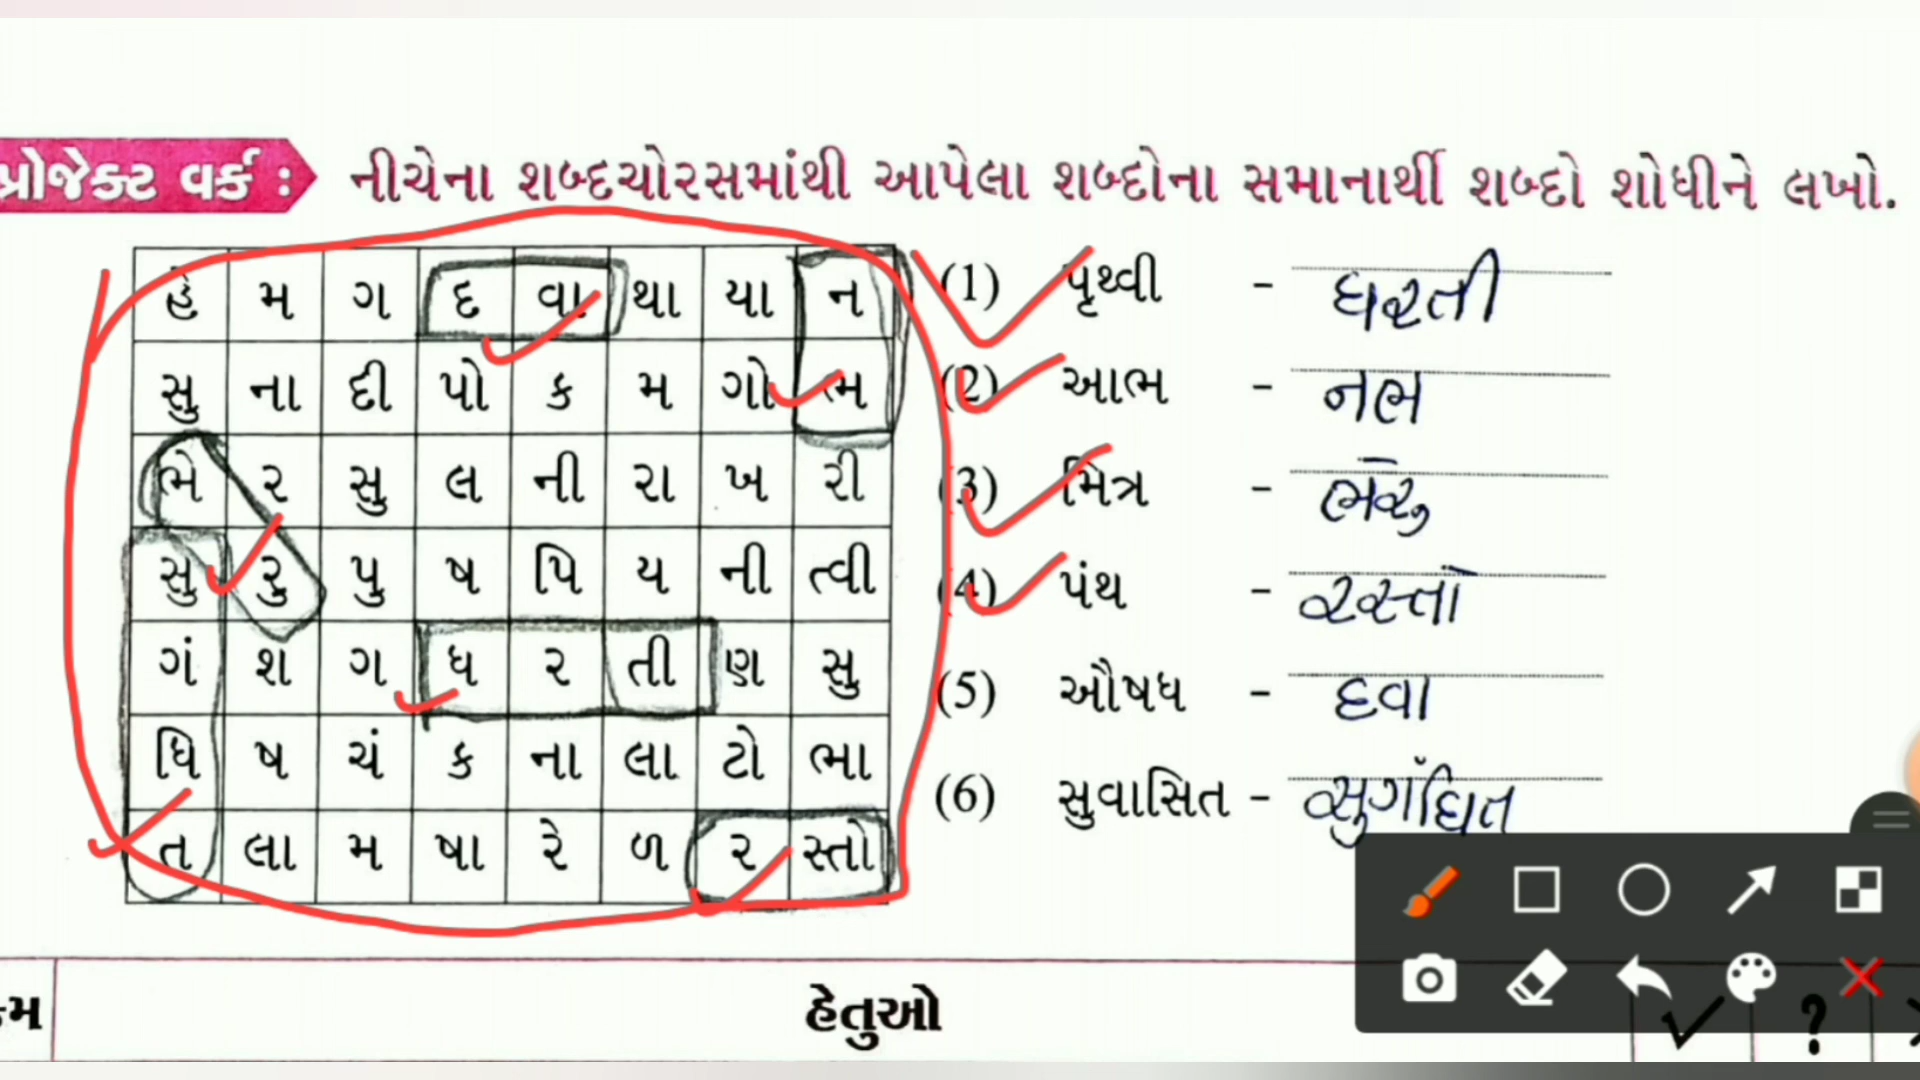 પ્રોજેક્ટ વર્ક :
નીચેના શબ્દચોરસમાંથી આપેલા શબ્દોના સમાનાર્થી શબ્દો શોધીને લખો.
હે મ ગ દ વા થા યા ન
સુ ના દી પો ક મ ગો ભ
ભે ર સુ લ ની રા ખ રી
સુ રુ પુ ષ પિ ય ની ત્વી
ગં શ ગ ધ ર તી ણ સુ
ધિ ષ ચં ક ના લા ટો ભા
ત લા મ ષા રે ળ ર સ્તો
(1) પૃથ્વી - ધરતી
(2) આભ - નભ
(3) મિત્ર - ભેરુ
(4) પંથ - રસ્તો
(5) ઔષધ - દવા
(6) સુવાસિત - સુગંધિત
હેતુઓ
?